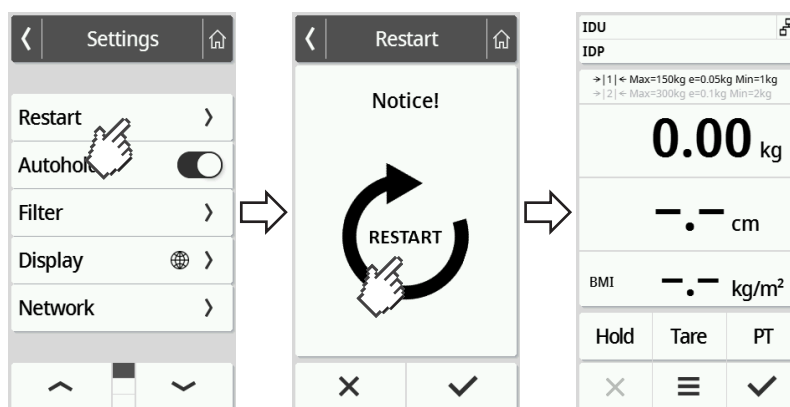 Settings
Restart
Autohol
Filter
Display
Network
Restart
Notice!
RESTART
IDU
IDP
→|1|← Max=150kg e=0.05kg Min=1kg
→|2|← Max=300kg e=0.1kg Min=2kg
0.00 kg
–.– cm
BMI –.– kg/m²
Hold Tare PT